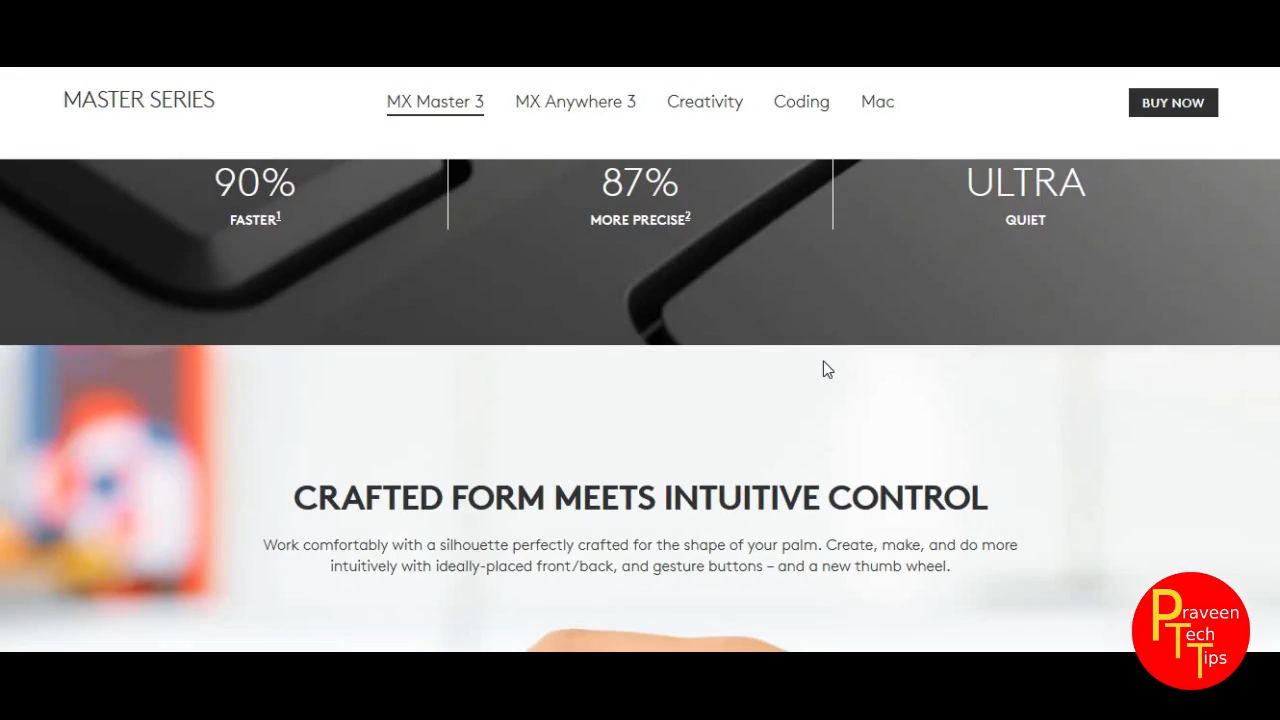 MASTER SERIES
MX Master 3
MX Anywhere 3
Creativity
Coding
Mac
BUY NOW
90%
FASTER1
87%
MORE PRECISE2
ULTRA
QUIET
CRAFTED FORM MEETS INTUITIVE CONTROL
Work comfortably with a silhouette perfectly crafted for the shape of your palm. Create, make, and do more
intuitively with ideally-placed front/back, and gesture buttons – and a new thumb wheel.
Praveen
Tech
Tips